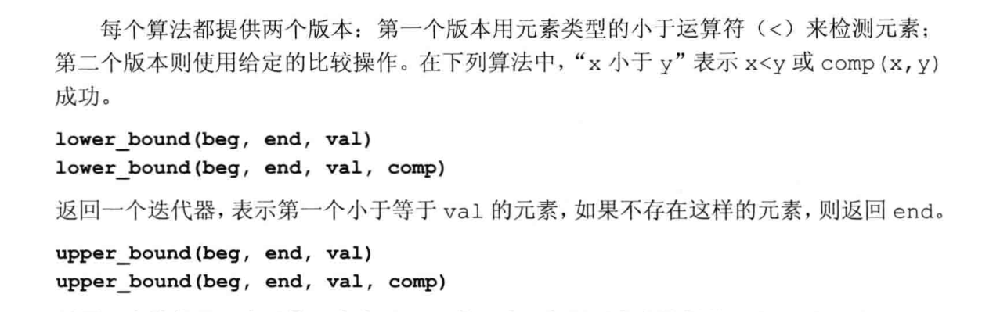 每个算法都提供两个版本：第一个版本用元素类型的小于运算符（<）来检测元素；
第二个版本则使用给定的比较操作。在下列算法中，“x 小于 y”表示 x<y 或 comp(x,y)
成功。
lower_bound(beg, end, val)
lower_bound(beg, end, val, comp)
返回一个迭代器，表示第一个小于等于 val 的元素，如果不存在这样的元素，则返回 end。
upper_bound(beg, end, val)
upper_bound(beg, end, val, comp)